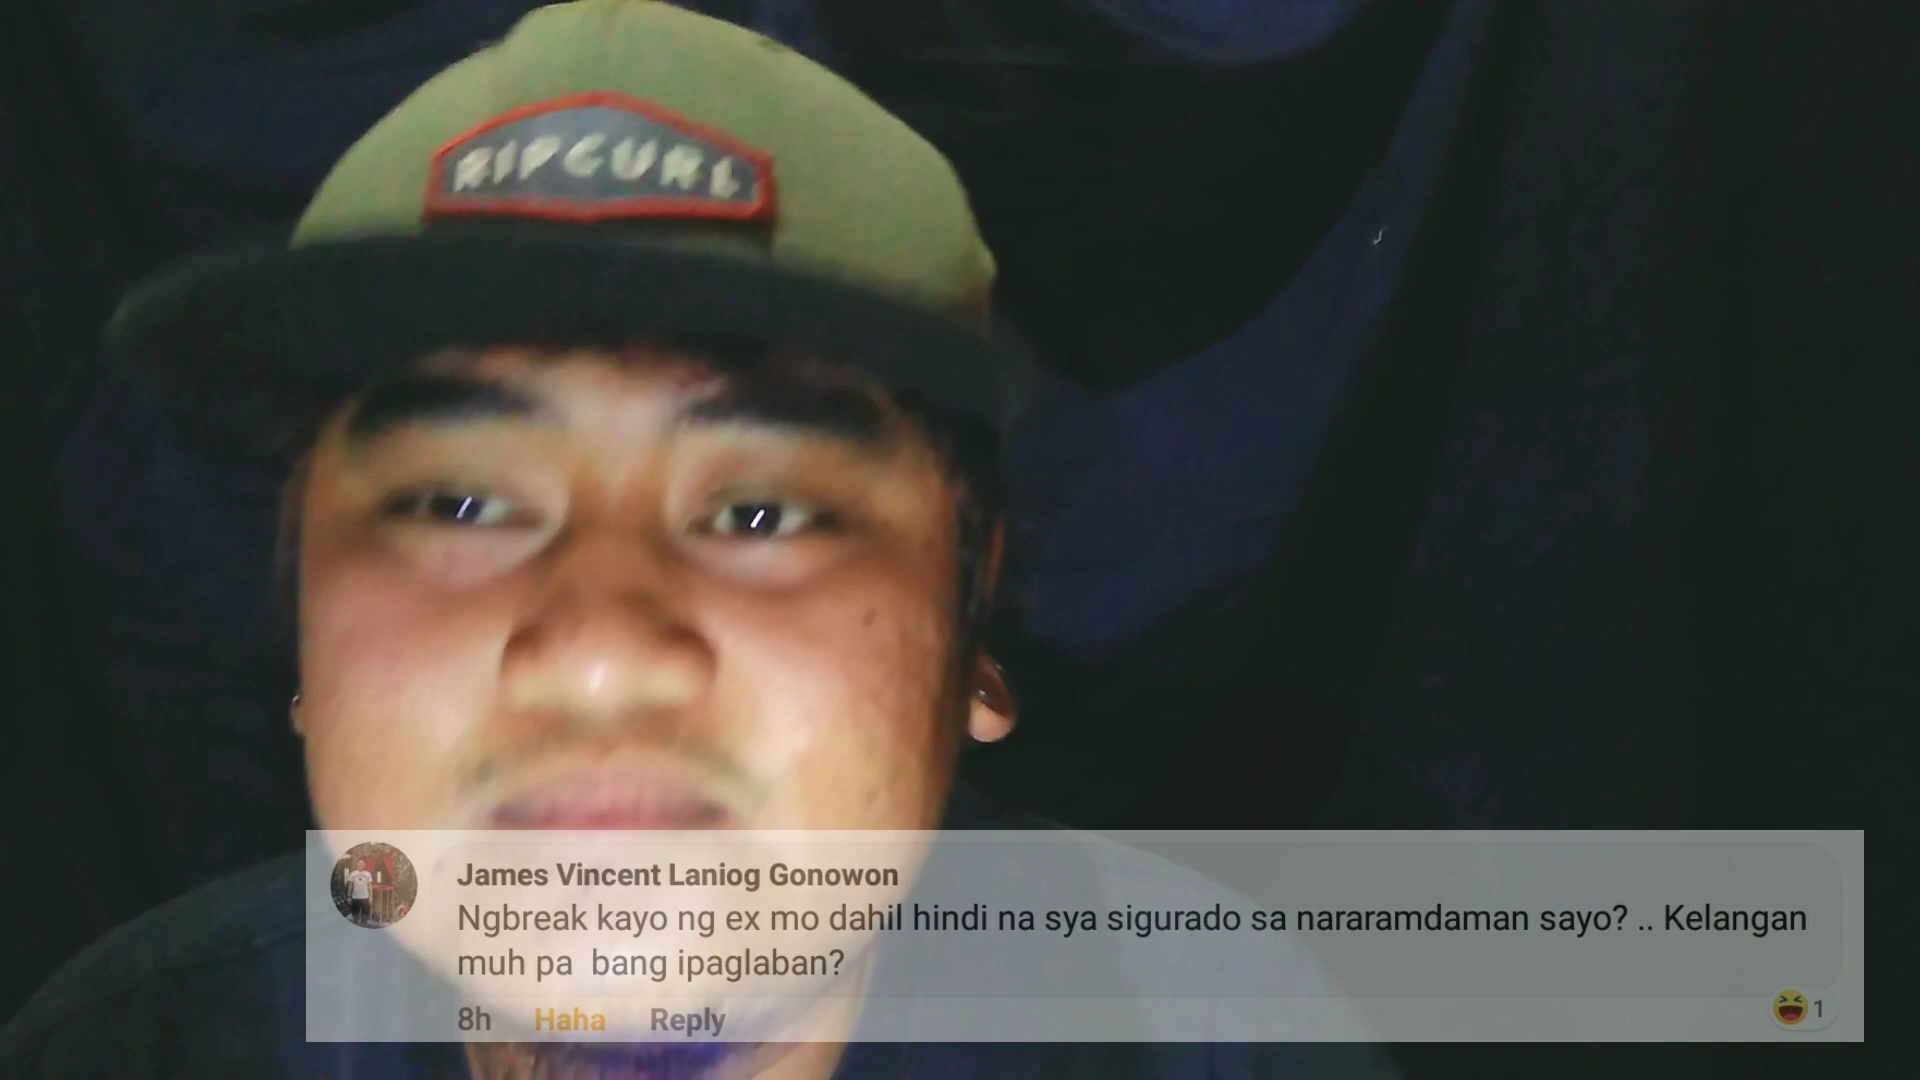 RIPCURL
James Vincent Laniog Gonowon
Ngbreak kayo ng ex mo dahil hindi na sya sigurado sa nararamdaman sayo? .. Kelangan
muh pa bang ipaglaban?
8h Haha Reply
1